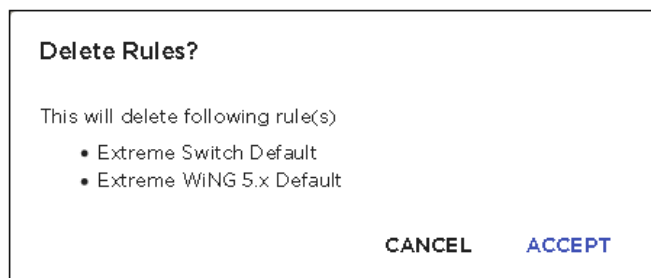 Delete Rules?
This will delete following rule(s)
• Extreme Switch Default
• Extreme WiNG 5.x Default
CANCEL ACCEPT